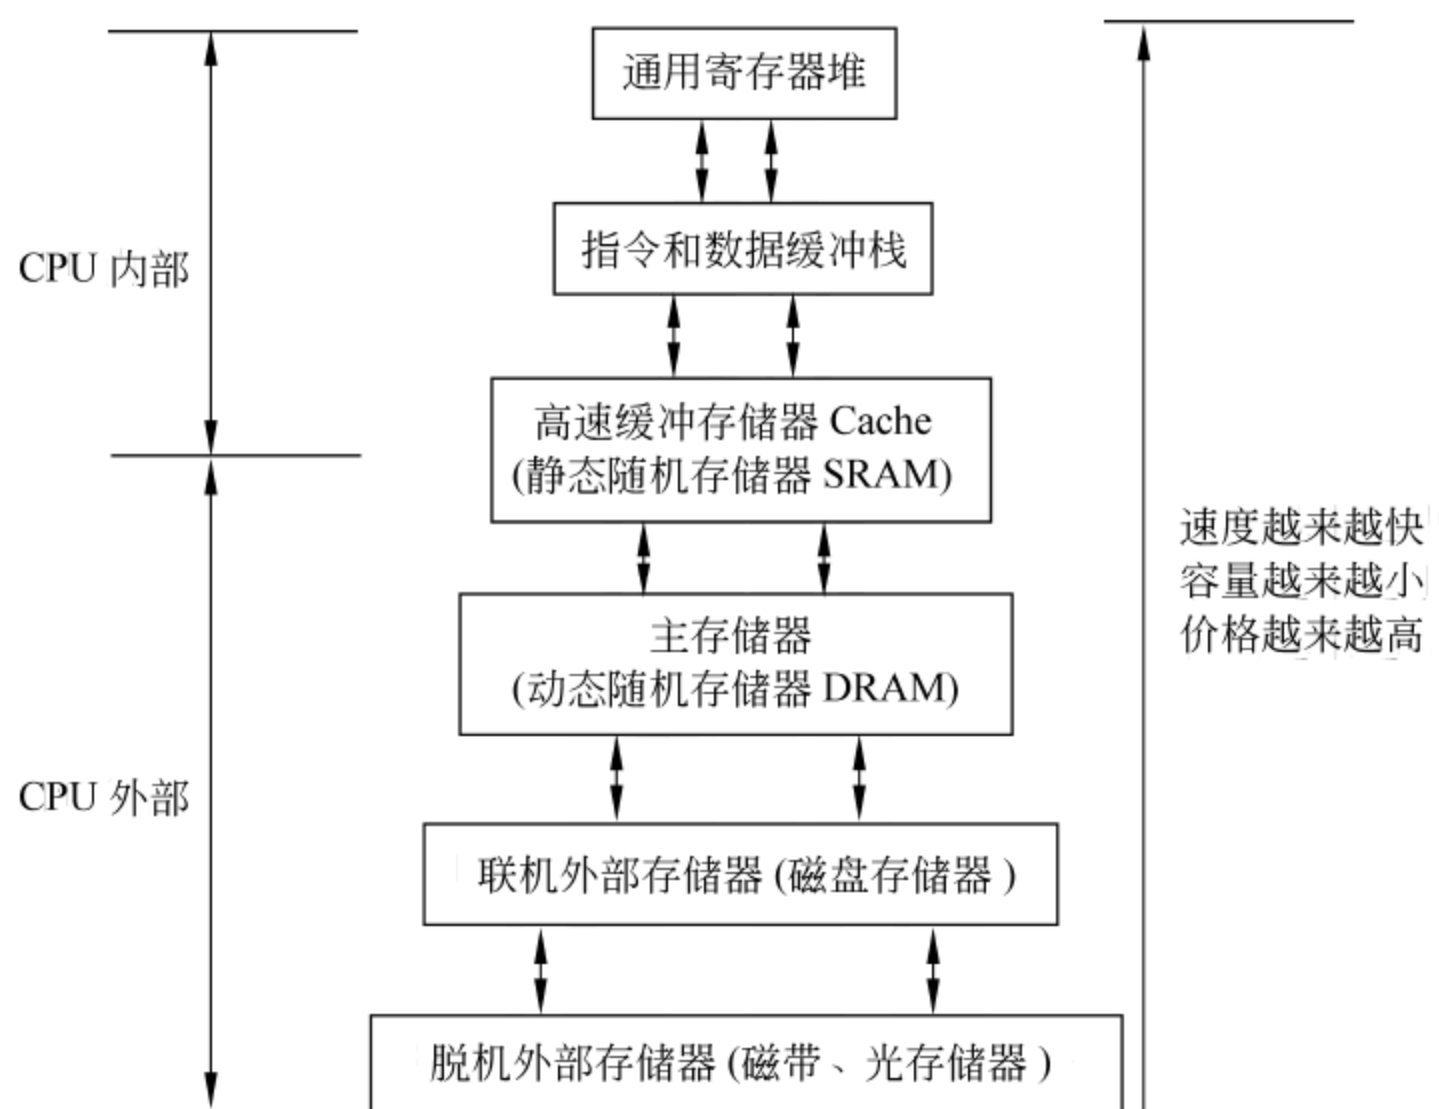 通用寄存器堆
指令和数据缓冲栈
CPU 内部
高速缓冲存储器 Cache
(静态随机存储器 SRAM)
速度越来越快
容量越来越小
价格越来越高
主存储器
(动态随机存储器 DRAM)
CPU 外部
联机外部存储器 (磁盘存储器 )
脱机外部存储器 (磁带、光存储器 )